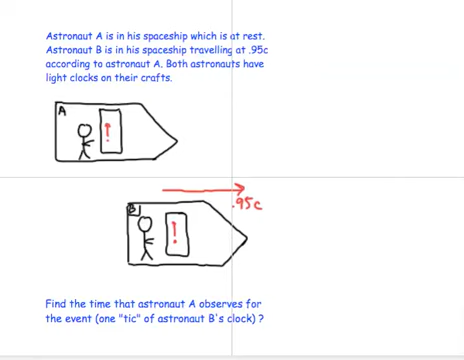 Astronaut A is in his spaceship which is at rest.
Astronaut B is in his spaceship travelling at .95c
according to astronaut A. Both astronauts have
light clocks on their crafts.
A
.95c
B
Find the time that astronaut A observes for
the event (one "tic" of astronaut B's clock) ?